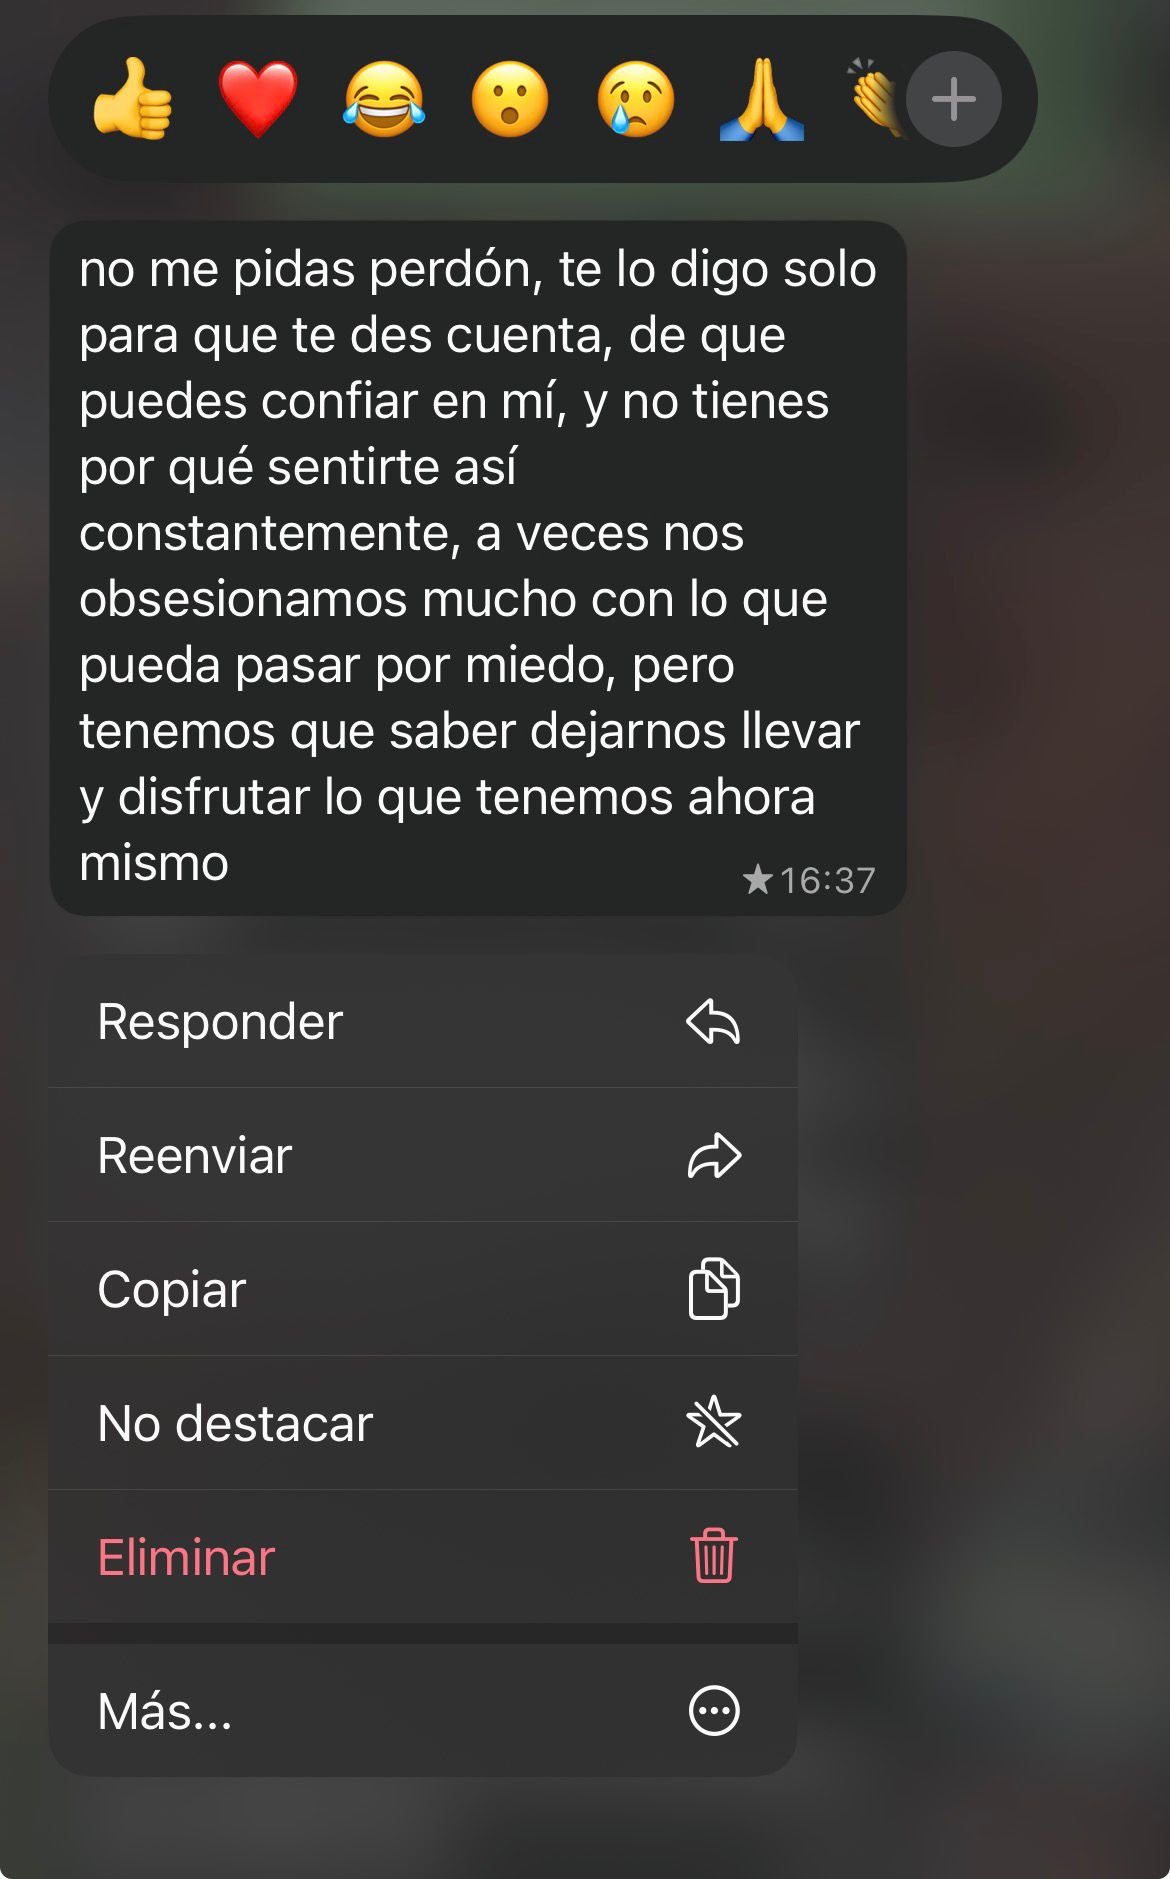 no me pidas perdón, te lo digo solo
para que te des cuenta, de que
puedes confiar en mí, y no tienes
por qué sentirte así
constantemente, a veces nos
obsesionamos mucho con lo que
pueda pasar por miedo, pero
tenemos que saber dejarnos llevar
y disfrutar lo que tenemos ahora
mismo
16:37
Responder
Reenviar
Copiar
No destacar
Eliminar
Más...